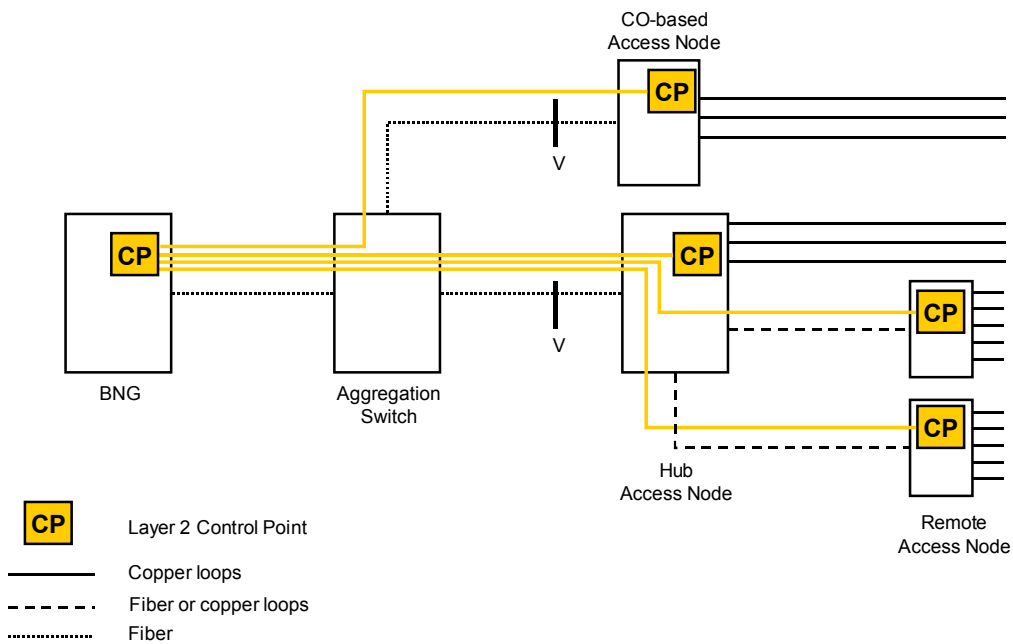 CO-based
Access Node
CP
V
CP
CP
V
CP
BNG
Aggregation
Switch
CP
Hub
Access Node
Remote
Access Node
CP
Layer 2 Control Point
Copper loops
Fiber or copper loops
Fiber